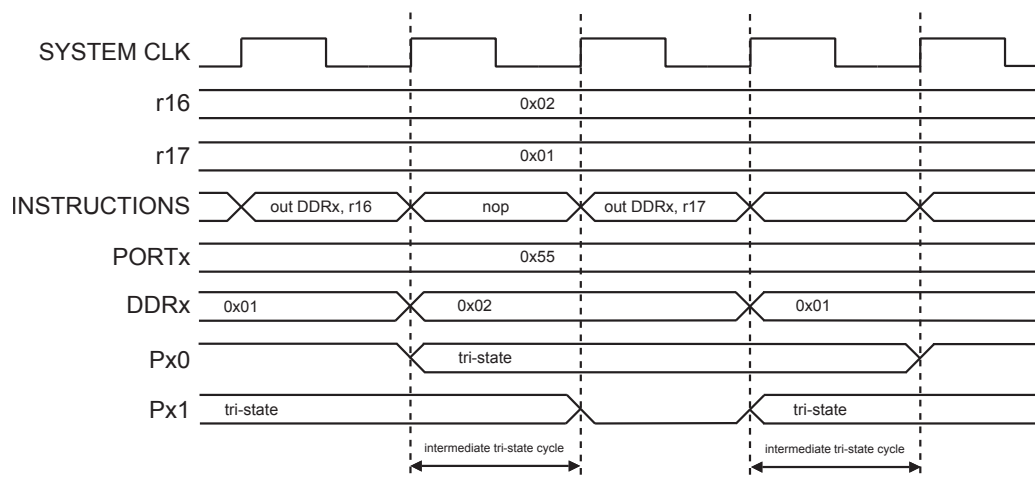 SYSTEM CLK
r16
0x02
r17
0x01
INSTRUCTIONS
out DDRx, r16
nop
out DDRx, r17
PORTx
0x55
DDRx
0x01
0x02
0x01
Px0
tri-state
Px1
tri-state
tri-state
intermediate tri-state cycle
intermediate tri-state cycle